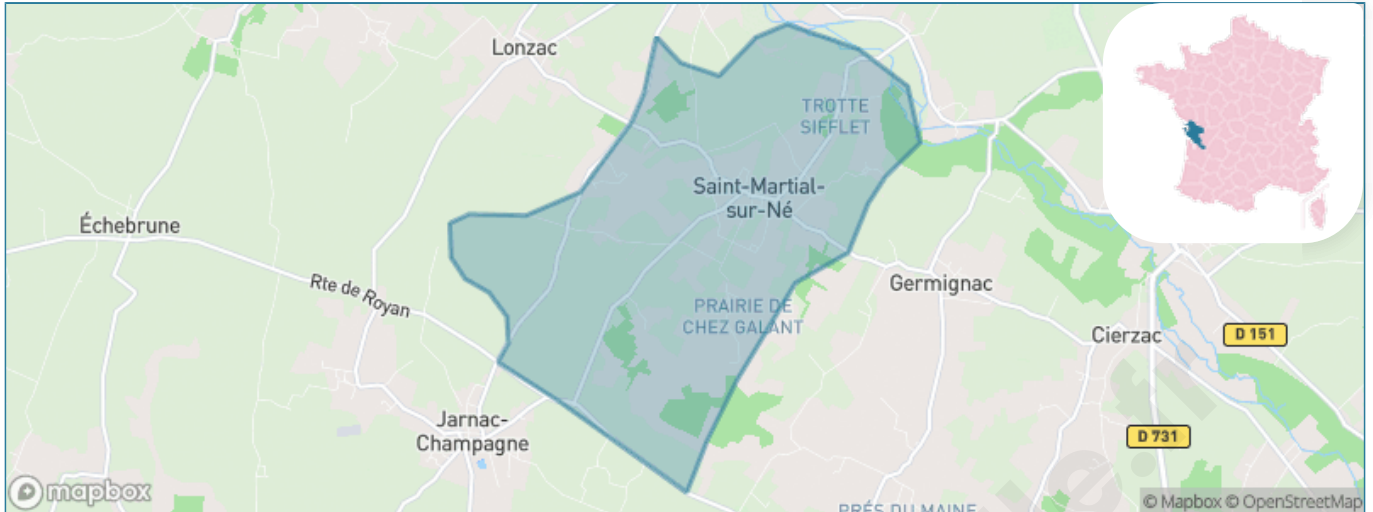 Lonzac
TROTTE
SIFFLET
Saint-Martial-
sur-Né
Échebrune
Rte de Royan
Germignac
PRAIRIE DE
CHEZ GALANT
Cierzac
D 151
Jarnac-
Champagne
D 731
mapbox
PRÉS DU MAINE
© Mapbox © OpenStreetMap